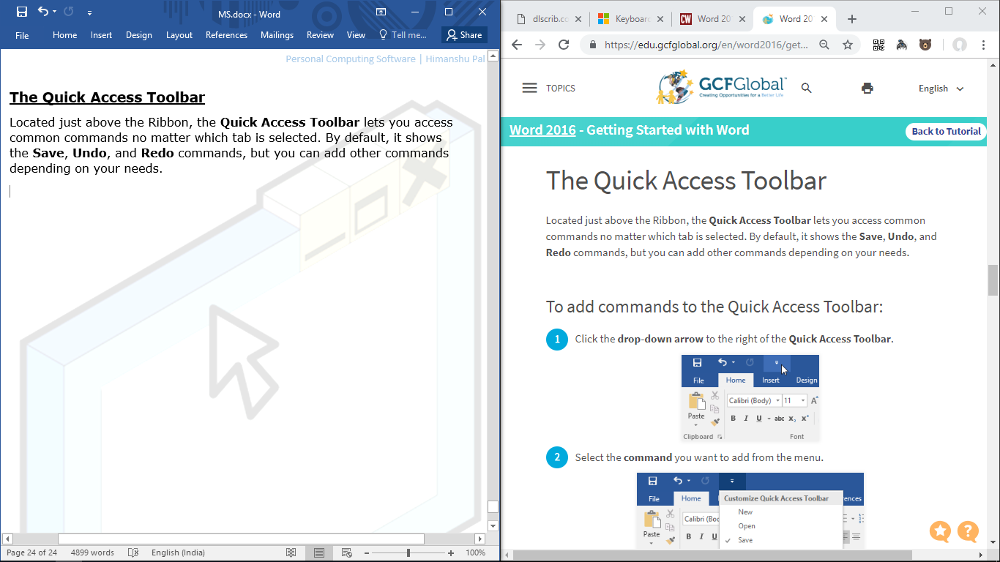 MS.docx - Word
File Home Insert Design Layout References Mailings Review View Tell me... Share
Personal Computing Software | Himanshu Pal
The Quick Access Toolbar
Located just above the Ribbon, the Quick Access Toolbar lets you access
common commands no matter which tab is selected. By default, it shows
the Save, Undo, and Redo commands, but you can add other commands
depending on your needs.
Page 24 of 24 4899 words English (India) 100%
dlscrib.cc Keyboard Word 20 Word 20
https://edu.gcfglobal.org/en/word2016/get...
TOPICS
GCFGlobal
Creating Opportunities for a Better Life
English
Word 2016 - Getting Started with Word
Back to Tutorial
The Quick Access Toolbar
Located just above the Ribbon, the Quick Access Toolbar lets you access common
commands no matter which tab is selected. By default, it shows the Save, Undo, and
Redo commands, but you can add other commands depending on your needs.
To add commands to the Quick Access Toolbar:
1 Click the drop-down arrow to the right of the Quick Access Toolbar.
File Home Insert Design
Calibri (Body) 11 A
Paste B I U abc x₂ x²
Clipboard Font
2 Select the command you want to add from the menu.
File Home
Customize Quick Access Toolbar
New
Open
Save
rences
Calibri (Boc
Paste B I U